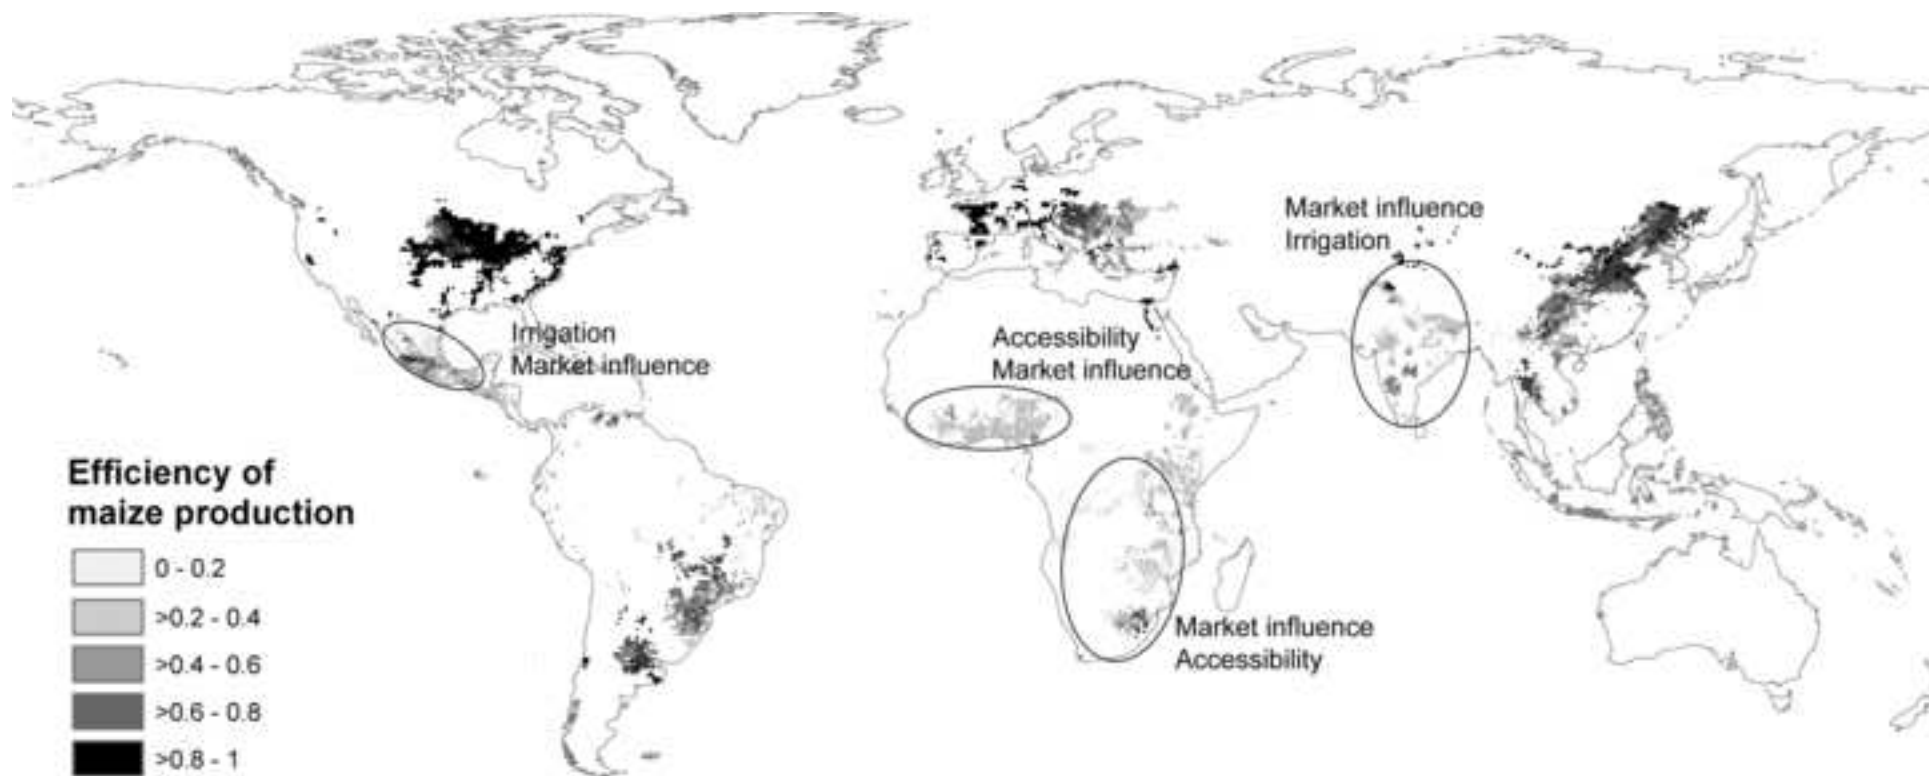 Market influence
Irrigation
Irrigation
Market influence
Accessibility
Market influence
Market influence
Accessibility
Efficiency of
maize production
0 - 0.2
>0.2 - 0.4
>0.4 - 0.6
>0.6 - 0.8
>0.8 - 1